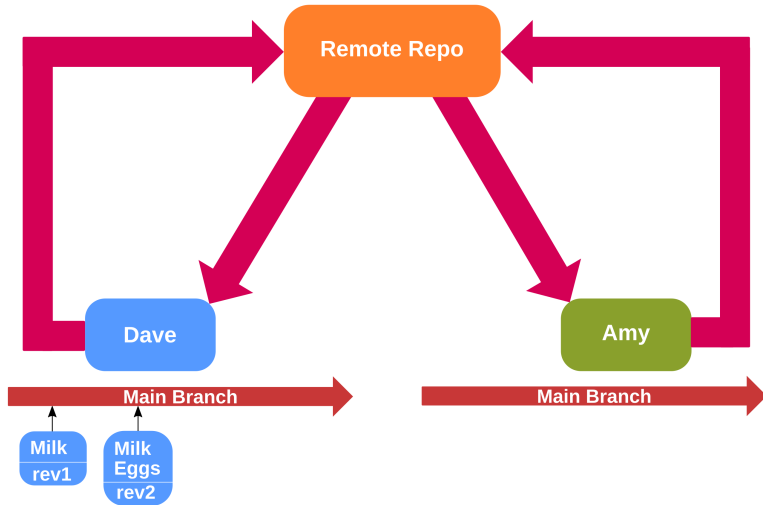 Remote Repo
Dave
Amy
Main Branch
Main Branch
Milk
rev1
Milk
Eggs
rev2